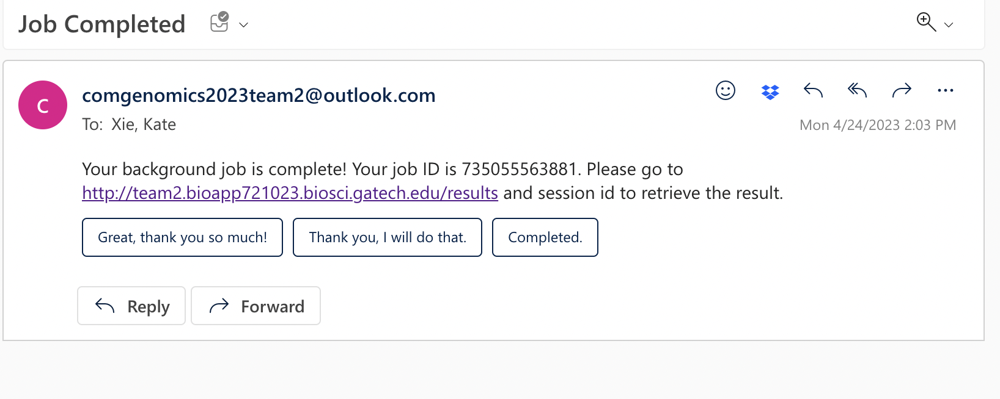 Job Completed
C
comgenomics2023team2@outlook.com
To: Xie, Kate
Mon 4/24/2023 2:03 PM
Your background job is complete! Your job ID is 735055563881. Please go to
http://team2.bioapp721023.biosci.gatech.edu/results and session id to retrieve the result.
Great, thank you so much!
Thank you, I will do that.
Completed.
Reply
Forward